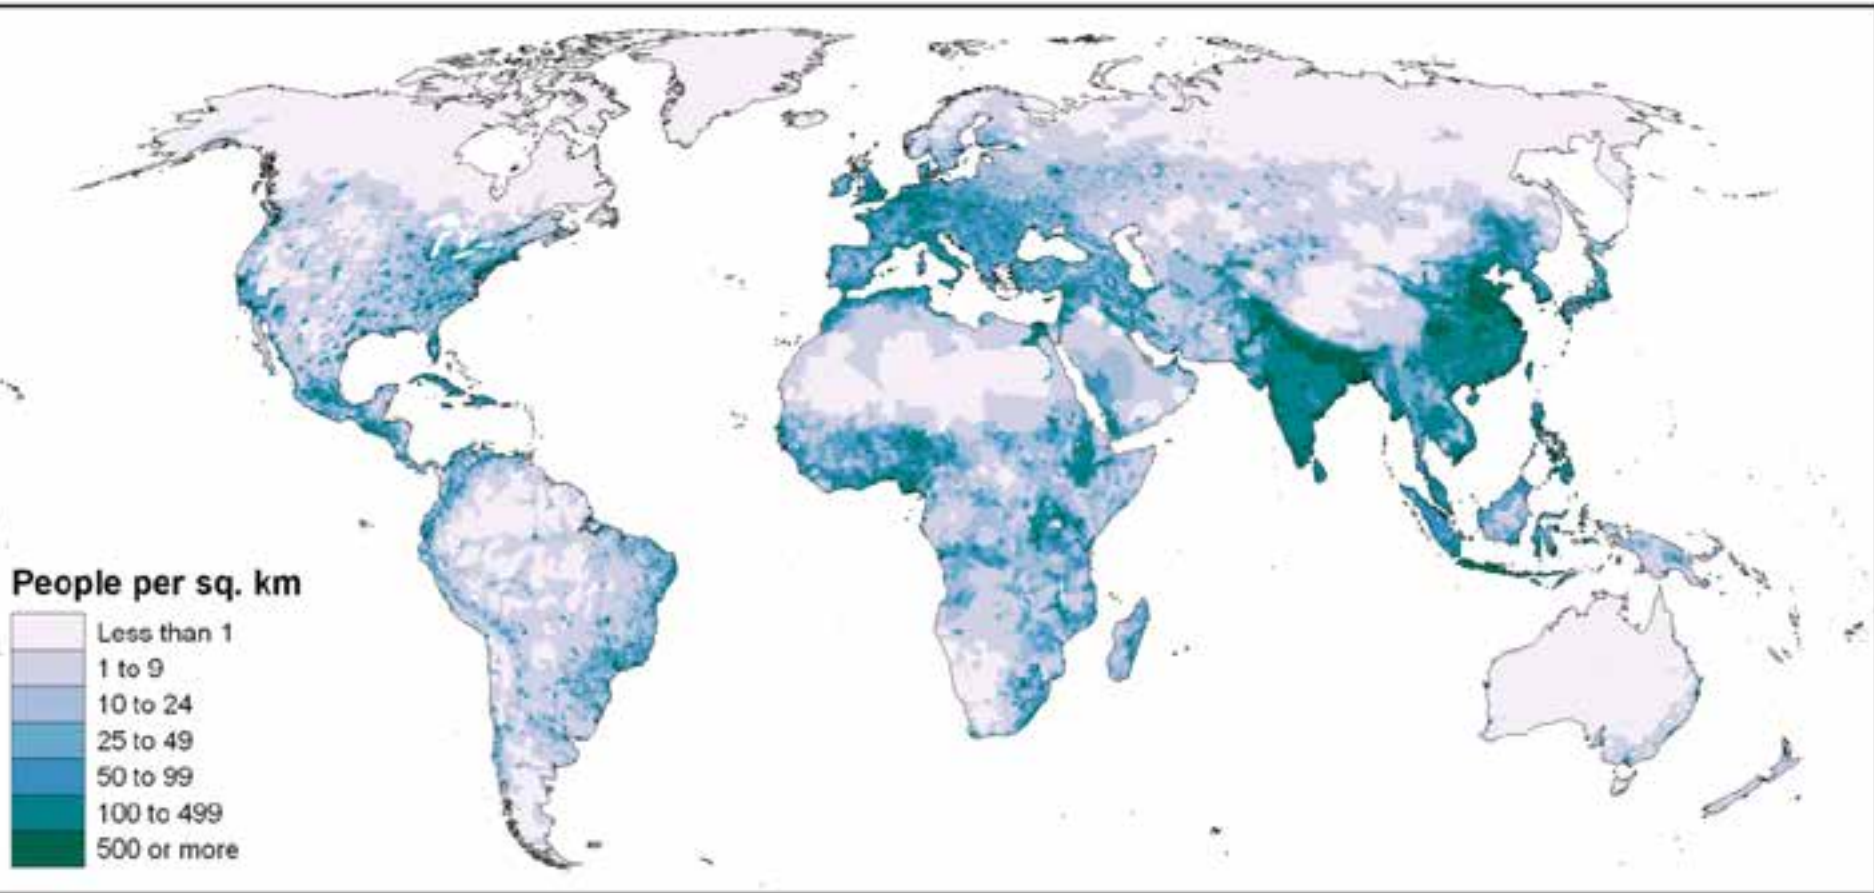 People per sq. km
Less than 1
1 to 9
10 to 24
25 to 49
50 to 99
100 to 499
500 or more